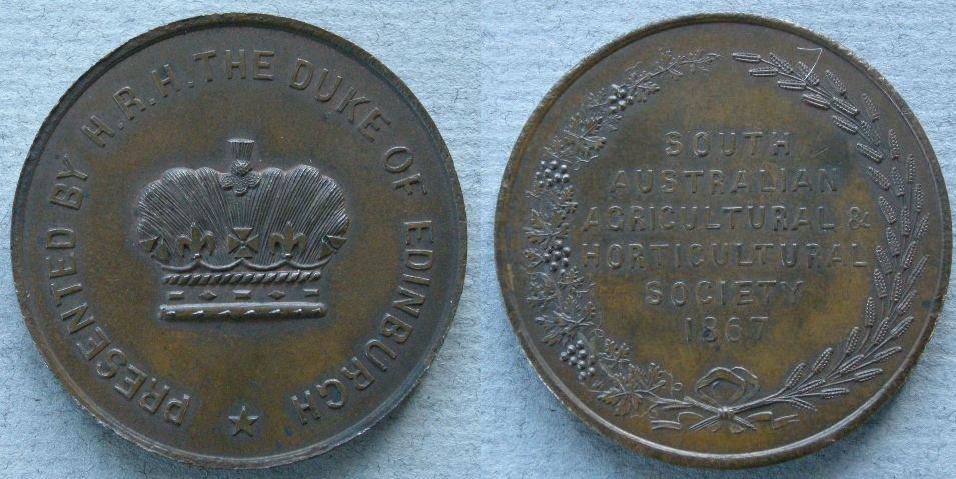 PRESENTED BY H.R.H. THE DUKE OF EDINBURGH
SOUTH
AUSTRALIAN
AGRICULTURAL &
HORTICULTURAL
SOCIETY
1867